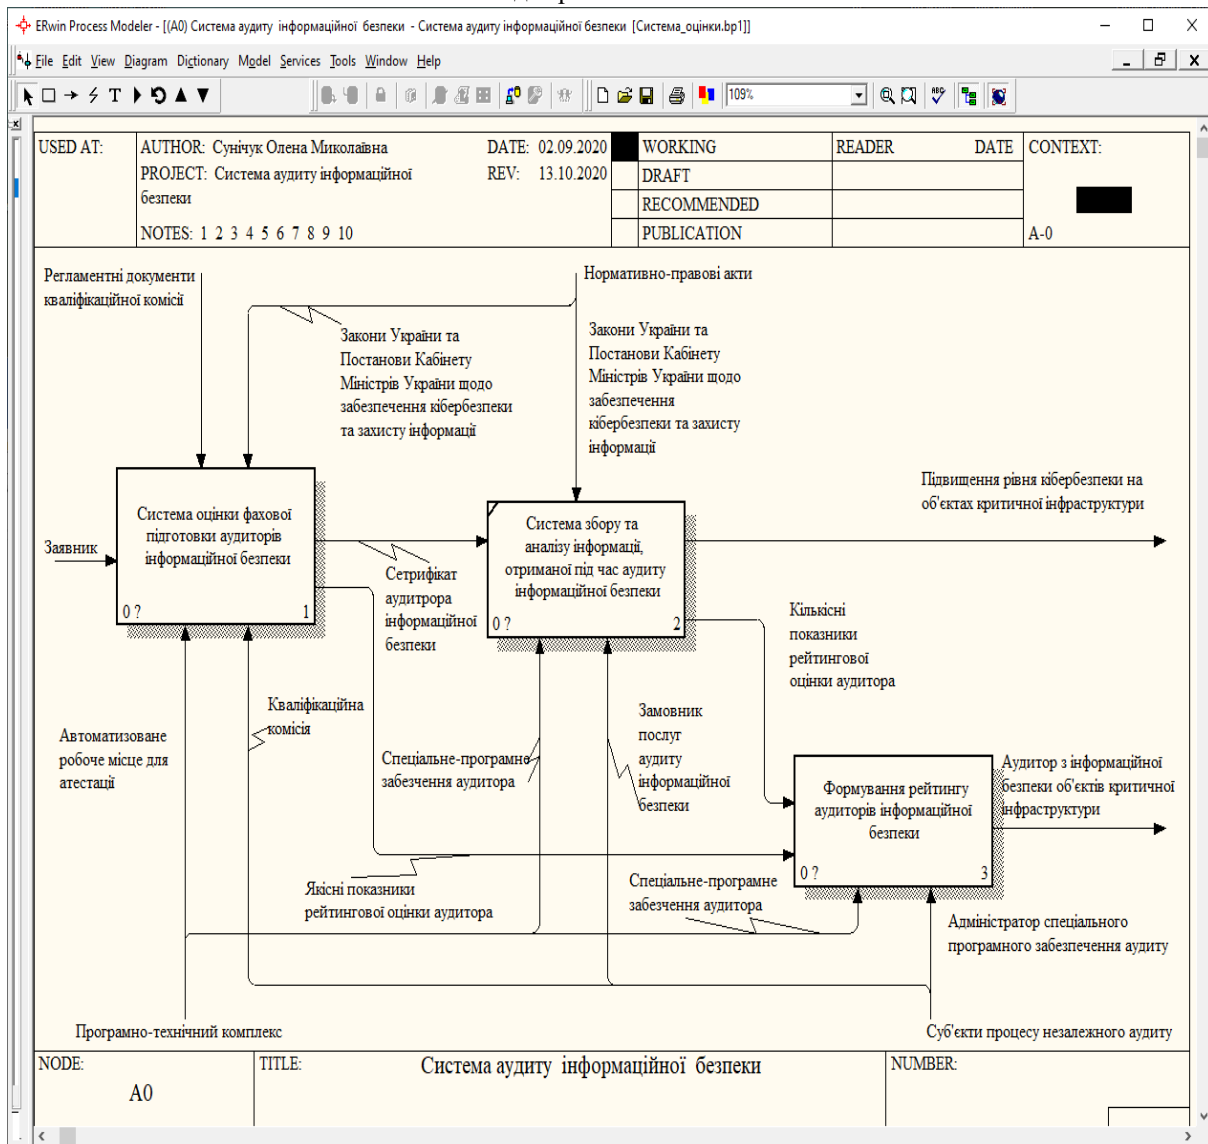 ERwin Process Modeler - [(A0) Система аудиту інформаційної безпеки - Система аудиту інформаційної безпеки [Система_оцінки.bp1]]
File Edit View Diagram Dictionary Model Services Tools Window Help
109%
USED AT:
AUTHOR: Сунічук Олена Миколаївна
DATE: 02.09.2020
PROJECT: Система аудиту інформаційної
безпеки
REV: 13.10.2020
NOTES: 1 2 3 4 5 6 7 8 9 10
WORKING
DRAFT
RECOMMENDED
PUBLICATION
READER DATE
CONTEXT:
A-0
Регламентні документи
кваліфікаційної комісії
Нормативно-правові акти
Закони України та
Постанови Кабінету
Міністрів України щодо
забезпечення кібербезпеки
та захисту інформації
Закони України та
Постанови Кабінету
Міністрів України щодо
забезпечення
кібербезпеки та захисту
інформації
Підвищення рівня кібербезпеки на
об'єктах критичної інфраструктури
Заявник
Система оцінки фахової
підготовки аудиторів
інформаційної безпеки
0 ? 1
Сетрифікат
аудитрора
інформаційної
безпеки
Система збору та
аналізу інформації,
отриманої під час аудиту
інформаційної безпеки
0 ? 2
Кількісні
показники
рейтингової
оцінки аудитора
Кваліфікаційна
комісія
Автоматизоване
робоче місце для
атестації
Спеціальне-програмне
забезчення аудитора
Замовник
послуг
аудиту
інформаційної
безпеки
Формування рейтингу
аудиторів інформаційної
безпеки
0 ? 3
Аудитор з інформаційної
безпеки об'єктів критичної
інфраструктури
Якісні показники
рейтингової оцінки аудитора
Спеціальне-програмне
забезчення аудитора
Адміністратор спеціального
програмного забезпечення аудиту
Програмно-технічний комплекс
Суб'єкти процесу незалежного аудиту
NODE:
A0
TITLE:
Система аудиту інформаційної безпеки
NUMBER: